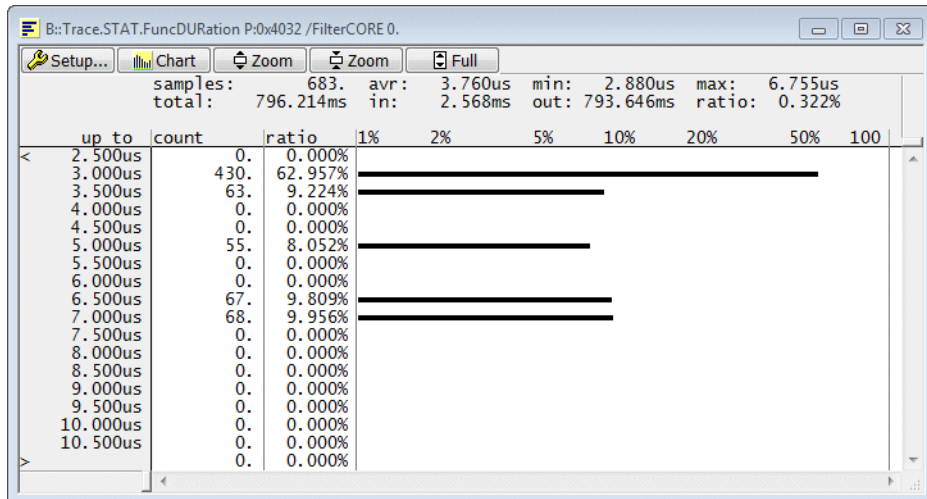 B::Trace.STAT.FuncDURation P:0x4032 /FilterCORE 0.
Setup... Chart Zoom Zoom Full
samples: 683. avr: 3.760us min: 2.880us max: 6.755us
total: 796.214ms in: 2.568ms out: 793.646ms ratio: 0.322%
up to count ratio 1% 2% 5% 10% 20% 50% 100
< 2.500us 0. 0.000%
3.000us 430. 62.957%
3.500us 63. 9.224%
4.000us 0. 0.000%
4.500us 0. 0.000%
5.000us 55. 8.052%
5.500us 0. 0.000%
6.000us 0. 0.000%
6.500us 67. 9.809%
7.000us 68. 9.956%
7.500us 0. 0.000%
8.000us 0. 0.000%
8.500us 0. 0.000%
9.000us 0. 0.000%
9.500us 0. 0.000%
10.000us 0. 0.000%
10.500us 0. 0.000%
> 0. 0.000%